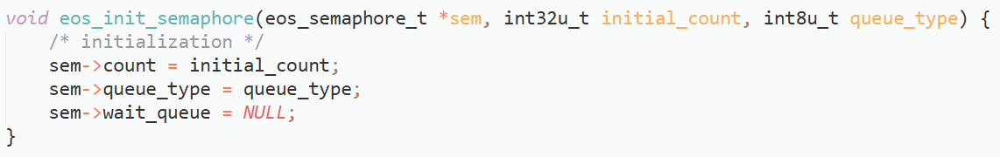 void eos_init_semaphore(eos_semaphore_t *sem, int32u_t initial_count, int8u_t queue_type) {
    /* initialization */
    sem->count = initial_count;
    sem->queue_type = queue_type;
    sem->wait_queue = NULL;
}